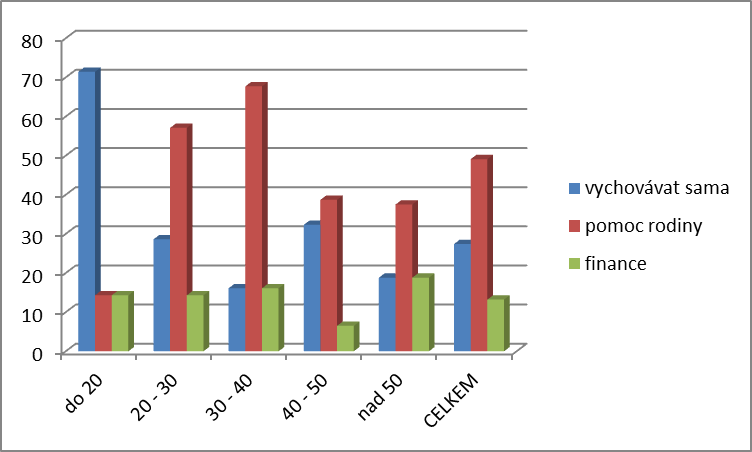 80
70
60
50
40
30
20
10
0
do 20
20 - 30
30 - 40
40 - 50
nad 50
CELKEM
vychovávat sama
pomoc rodiny
finance